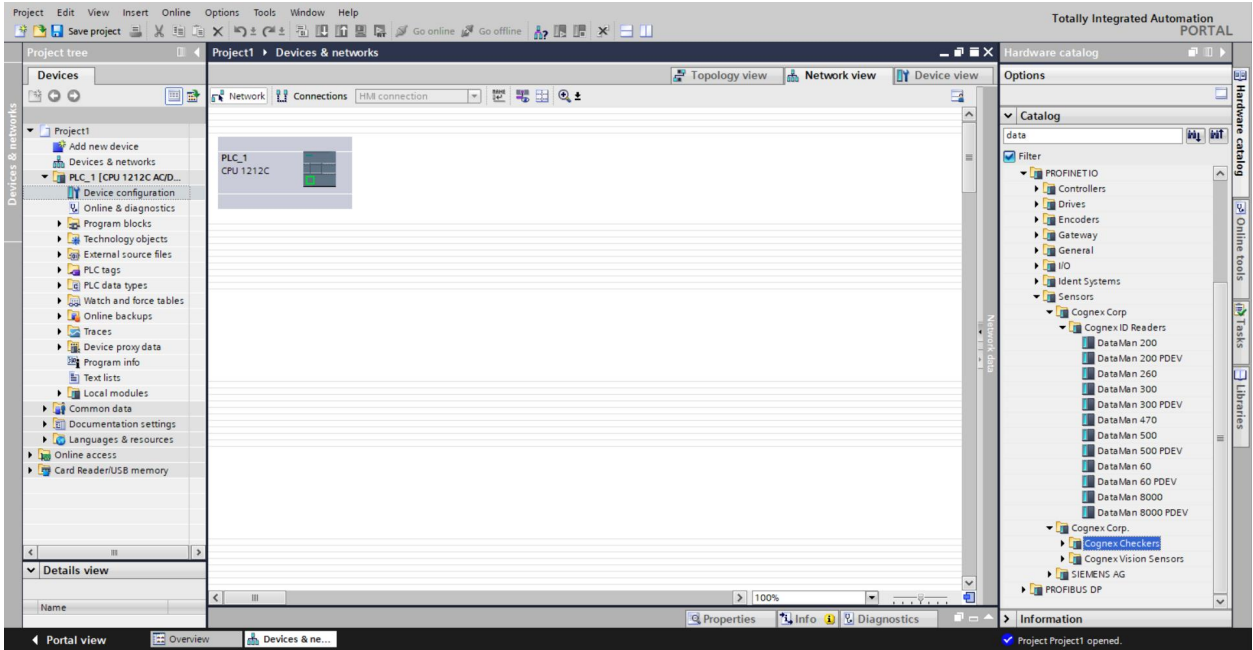 Project Edit View Insert Online Options Tools Window Help
Totally Integrated Automation
PORTAL
Save project
Go online
Go offline
Project tree
Devices
Project1
Add new device
Devices & networks
PLC_1 [CPU 1212C AC/D...
Device configuration
Online & diagnostics
Program blocks
Technology objects
External source files
PLC tags
PLC data types
Watch and force tables
Online backups
Traces
Device proxy data
Program info
Text lists
Local modules
Common data
Documentation settings
Languages & resources
Online access
Card Reader/USB memory
Details view
Name
Devices & networks
Project1 Devices & networks
Topology view
Network view
Device view
Network
Connections
HMI connection
PLC_1
CPU 1212C
Network data
100%
Properties
Info
Diagnostics
Hardware catalog
Options
Catalog
data
Filter
PROFINET IO
Controllers
Drives
Encoders
Gateway
General
I/O
Ident Systems
Sensors
Cognex Corp
Cognex ID Readers
DataMan 200
DataMan 200 PDEV
DataMan 260
DataMan 300
DataMan 300 PDEV
DataMan 470
DataMan 500
DataMan 500 PDEV
DataMan 60
DataMan 60 PDEV
DataMan 8000
DataMan 8000 PDEV
Cognex Corp.
Cognex Checkers
Cognex Vision Sensors
SIEMENS AG
PROFIBUS DP
Information
Hardware catalog
Online tools
Tasks
Libraries
Portal view
Overview
Devices & ne...
Project Project1 opened.